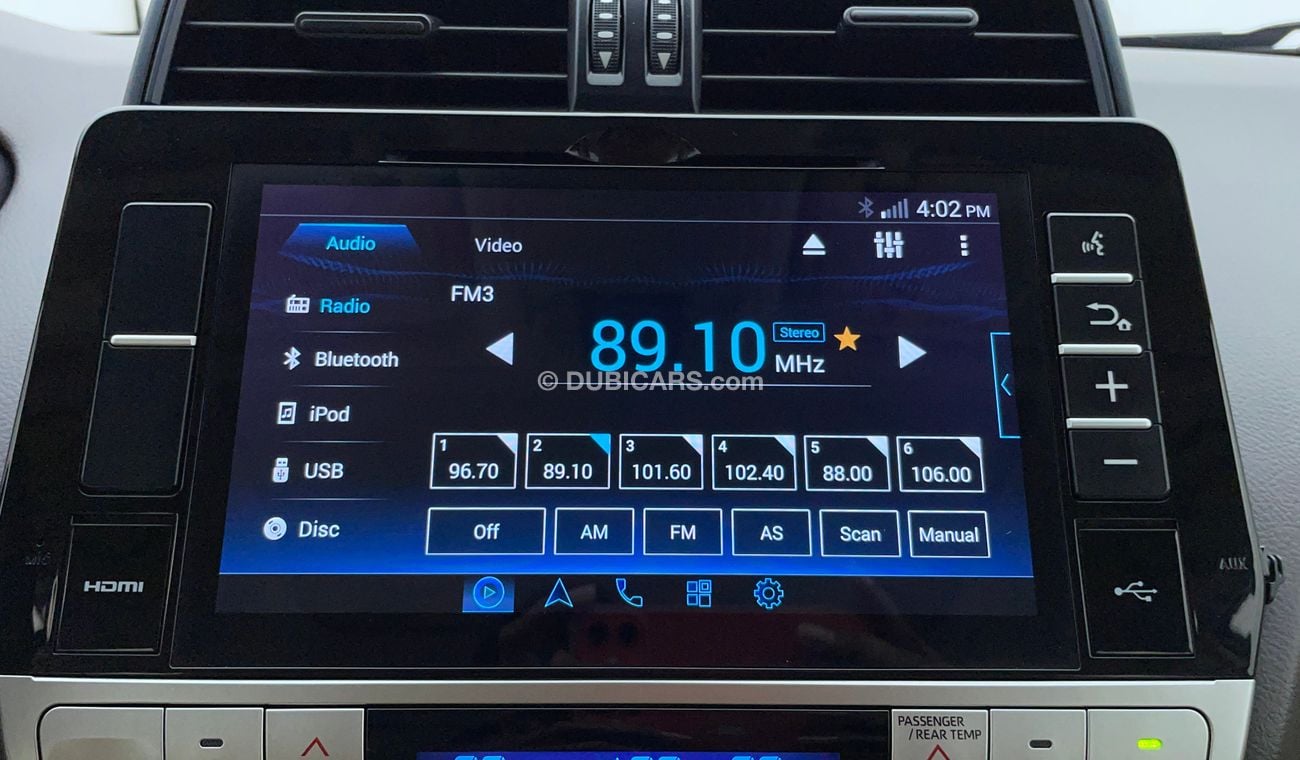 4:02 PM
Audio
Video
FM3
Radio
89.10 MHz Stereo
© DUBICARS.com
Bluetooth
iPod
USB
Disc
1 96.70
2 89.10
3 101.60
4 102.40
5 88.00
6 106.00
Off AM FM AS Scan Manual
MIC
HDMI
AUX
PASSENGER
/ REAR TEMP